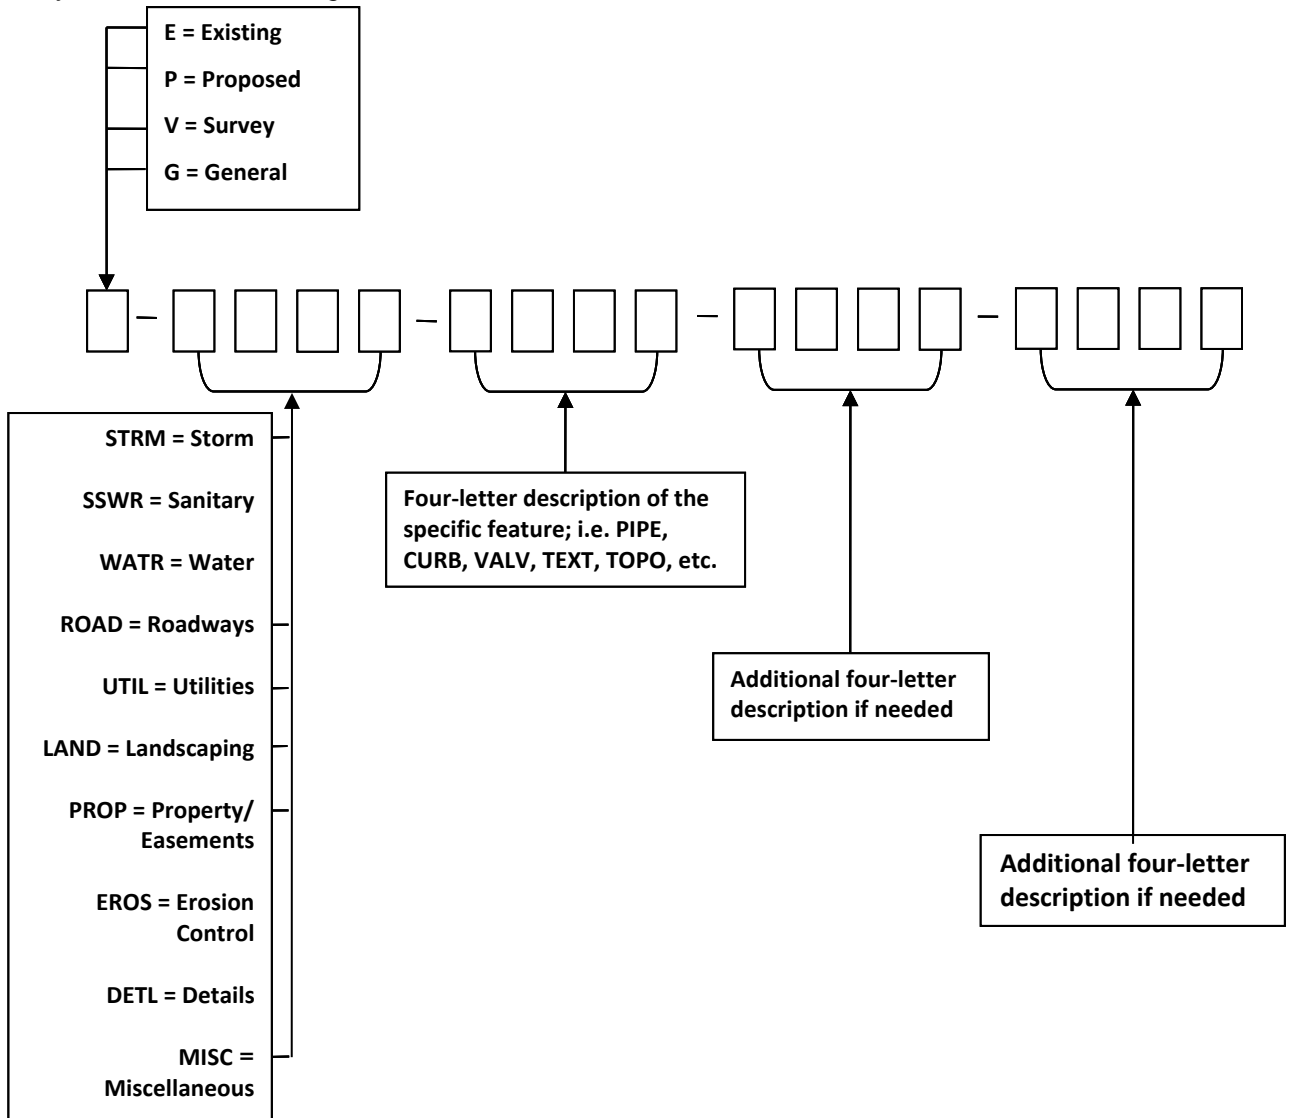 E = Existing
P = Proposed
V = Survey
G = General
STRM = Storm
SSWR = Sanitary
WATR = Water
ROAD = Roadways
UTIL = Utilities
LAND = Landscaping
PROP = Property/
Easements
EROS = Erosion
Control
DETL = Details
MISC =
Miscellaneous
Four-letter description of the
specific feature; i.e. PIPE,
CURB, VALV, TEXT, TOPO, etc.
Additional four-letter
description if needed
Additional four-letter
description if needed